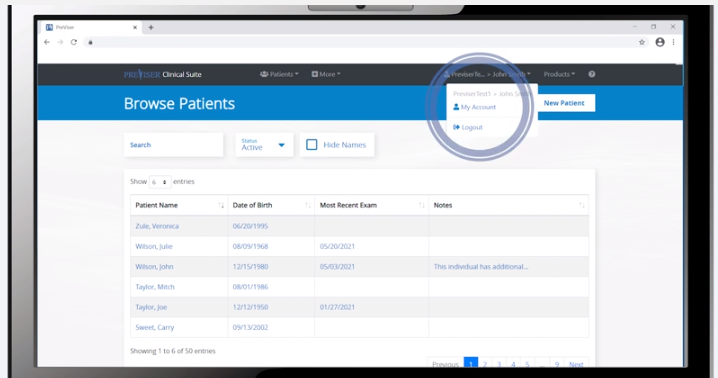 PreViser
PREVISER Clinical Suite
Patients
More
PreviserTe... > John Smith
Products
PreviserTest1 > John Smith
My Account
Logout
Browse Patients
New Patient
Search
Status
Active
Hide Names
Show 6 entries
Patient Name Date of Birth Most Recent Exam Notes
Zule, Veronica 06/20/1995
Wilson, Julie 08/09/1968 05/20/2021
Wilson, John 12/15/1980 05/03/2021 This individual has additional...
Taylor, Mitch 08/01/1986
Taylor, Joe 12/12/1950 01/27/2021
Sweet, Carry 09/13/2002
Showing 1 to 6 of 50 entries
Previous 1 2 3 4 5 ... 9 Next